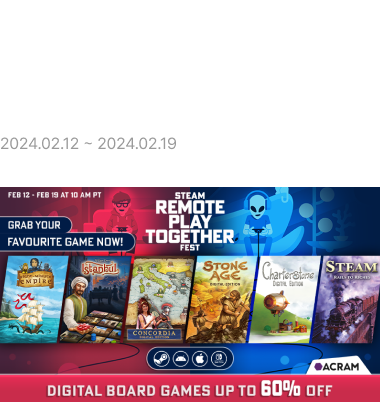 2024.02.12 ~ 2024.02.19
FEB 12 - FEB 19 AT 10 AM PT
STEAM
REMOTE
PLAY
TOGETHER
FEST
GRAB YOUR
FAVOURITE GAME NOW!
EMPIRE
Istanbul
CONCORDIA
DIGITAL EDITION
STONE
AGE
DIGITAL EDITION
Charterstone
DIGITAL EDITION
STEAM
RAILS TO RICHES
ACRAM
DIGITAL BOARD GAMES UP TO 60% OFF